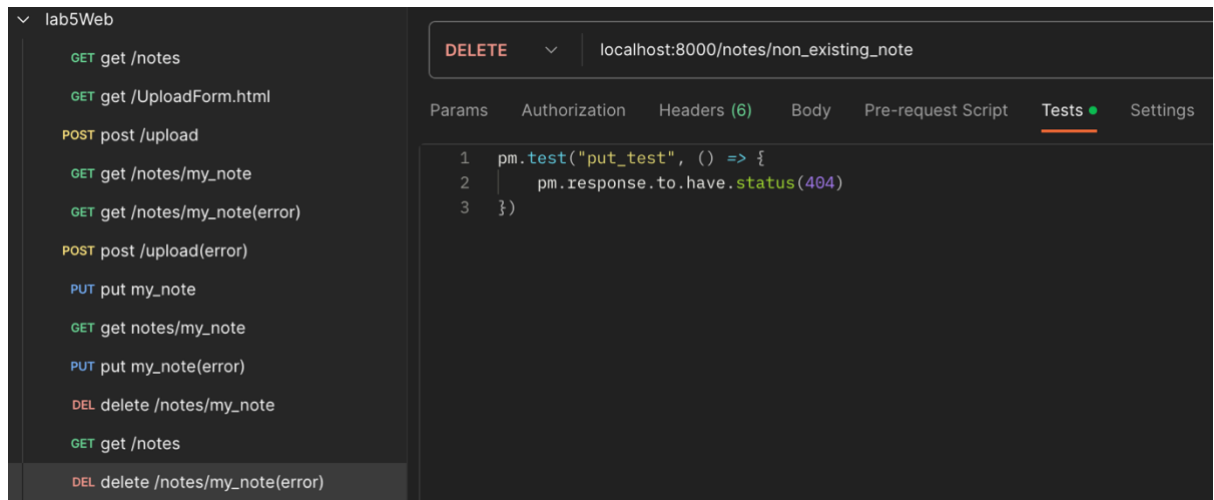 lab5Web
GET get /notes
GET get /UploadForm.html
POST post /upload
GET get /notes/my_note
GET get /notes/my_note(error)
POST post /upload(error)
PUT put my_note
GET get notes/my_note
PUT put my_note(error)
DEL delete /notes/my_note
GET get /notes
DEL delete /notes/my_note(error)
DELETE localhost:8000/notes/non_existing_note
Params Authorization Headers (6) Body Pre-request Script Tests Settings
1 pm.test("put_test", () => {
2 pm.response.to.have.status(404)
3 })